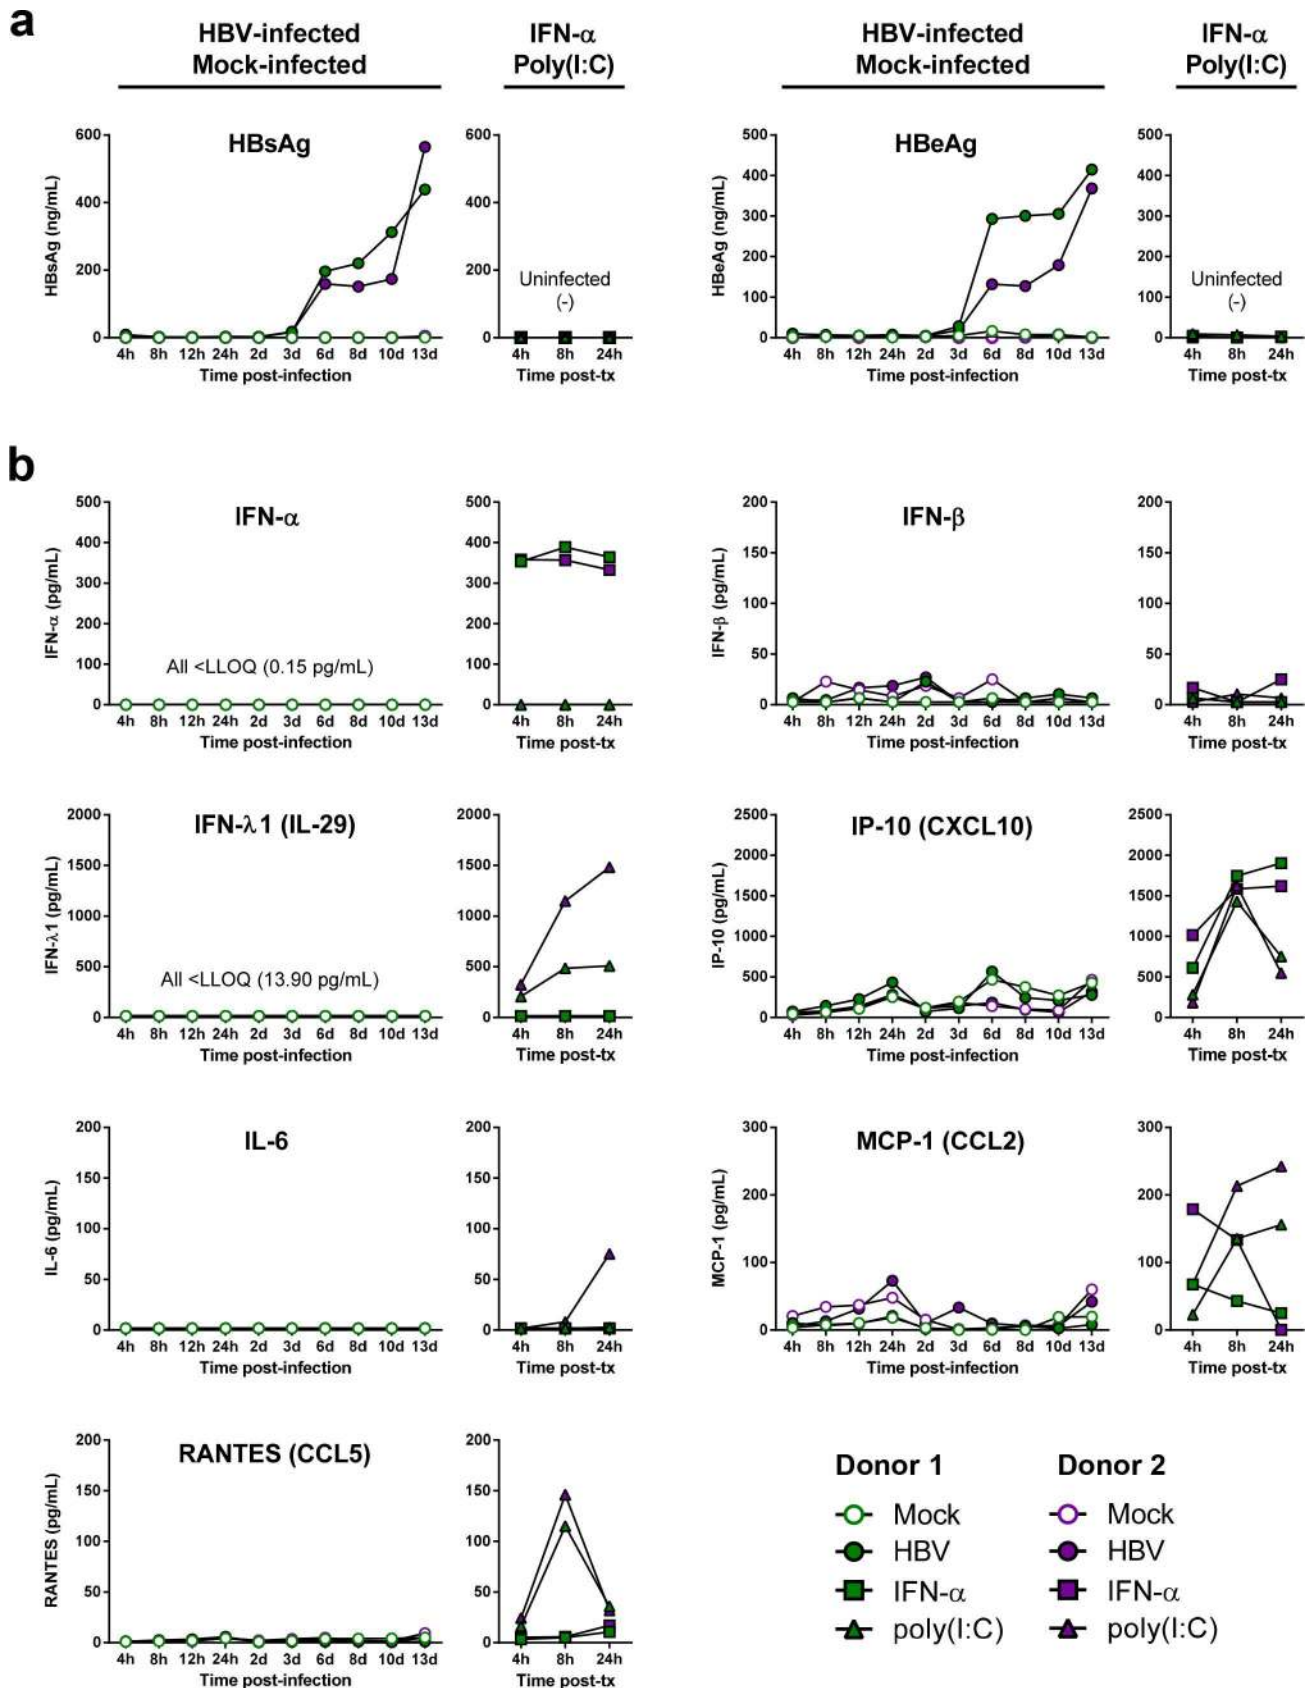 a
HBV-infected
Mock-infected
IFN-α
Poly(I:C)
HBV-infected
Mock-infected
IFN-α
Poly(I:C)
HBsAg
HBsAg (ng/mL)
600
400
200
0
4h 8h 12h 24h 2d 3d 6d 8d 10d 13d
Time post-infection
600
500
400
300
200
100
0
Uninfected
(-)
4h 8h 24h
Time post-tx
HBeAg
HBeAg (ng/mL)
500
400
300
200
100
0
4h 8h 12h 24h 2d 3d 6d 8d 10d 13d
Time post-infection
500
400
300
200
100
0
Uninfected
(-)
4h 8h 24h
Time post-tx
b
IFN-α
IFN-α (pg/mL)
500
400
300
200
100
0
All <LLOQ (0.15 pg/mL)
4h 8h 12h 24h 2d 3d 6d 8d 10d 13d
Time post-infection
500
400
300
200
100
0
4h 8h 24h
Time post-tx
IFN-β
IFN-β (pg/mL)
200
150
100
50
0
4h 8h 12h 24h 2d 3d 6d 8d 10d 13d
Time post-infection
200
150
100
50
0
4h 8h 24h
Time post-tx
IFN-λ1 (IL-29)
IFN-λ1 (pg/mL)
2000
1500
1000
500
0
All <LLOQ (13.90 pg/mL)
4h 8h 12h 24h 2d 3d 6d 8d 10d 13d
Time post-infection
2000
1500
1000
500
0
4h 8h 24h
Time post-tx
IP-10 (CXCL10)
IP-10 (pg/mL)
2500
2000
1500
1000
500
0
4h 8h 12h 24h 2d 3d 6d 8d 10d 13d
Time post-infection
2500
2000
1500
1000
500
0
4h 8h 24h
Time post-tx
IL-6
IL-6 (pg/mL)
200
150
100
50
0
4h 8h 12h 24h 2d 3d 6d 8d 10d 13d
Time post-infection
200
150
100
50
0
4h 8h 24h
Time post-tx
MCP-1 (CCL2)
MCP-1 (pg/mL)
300
200
100
0
4h 8h 12h 24h 2d 3d 6d 8d 10d 13d
Time post-infection
300
200
100
0
4h 8h 24h
Time post-tx
RANTES (CCL5)
RANTES (pg/mL)
200
150
100
50
0
4h 8h 12h 24h 2d 3d 6d 8d 10d 13d
Time post-infection
200
150
100
50
0
4h 8h 24h
Time post-tx
Donor 1
Mock
HBV
IFN-α
poly(I:C)
Donor 2
Mock
HBV
IFN-α
poly(I:C)